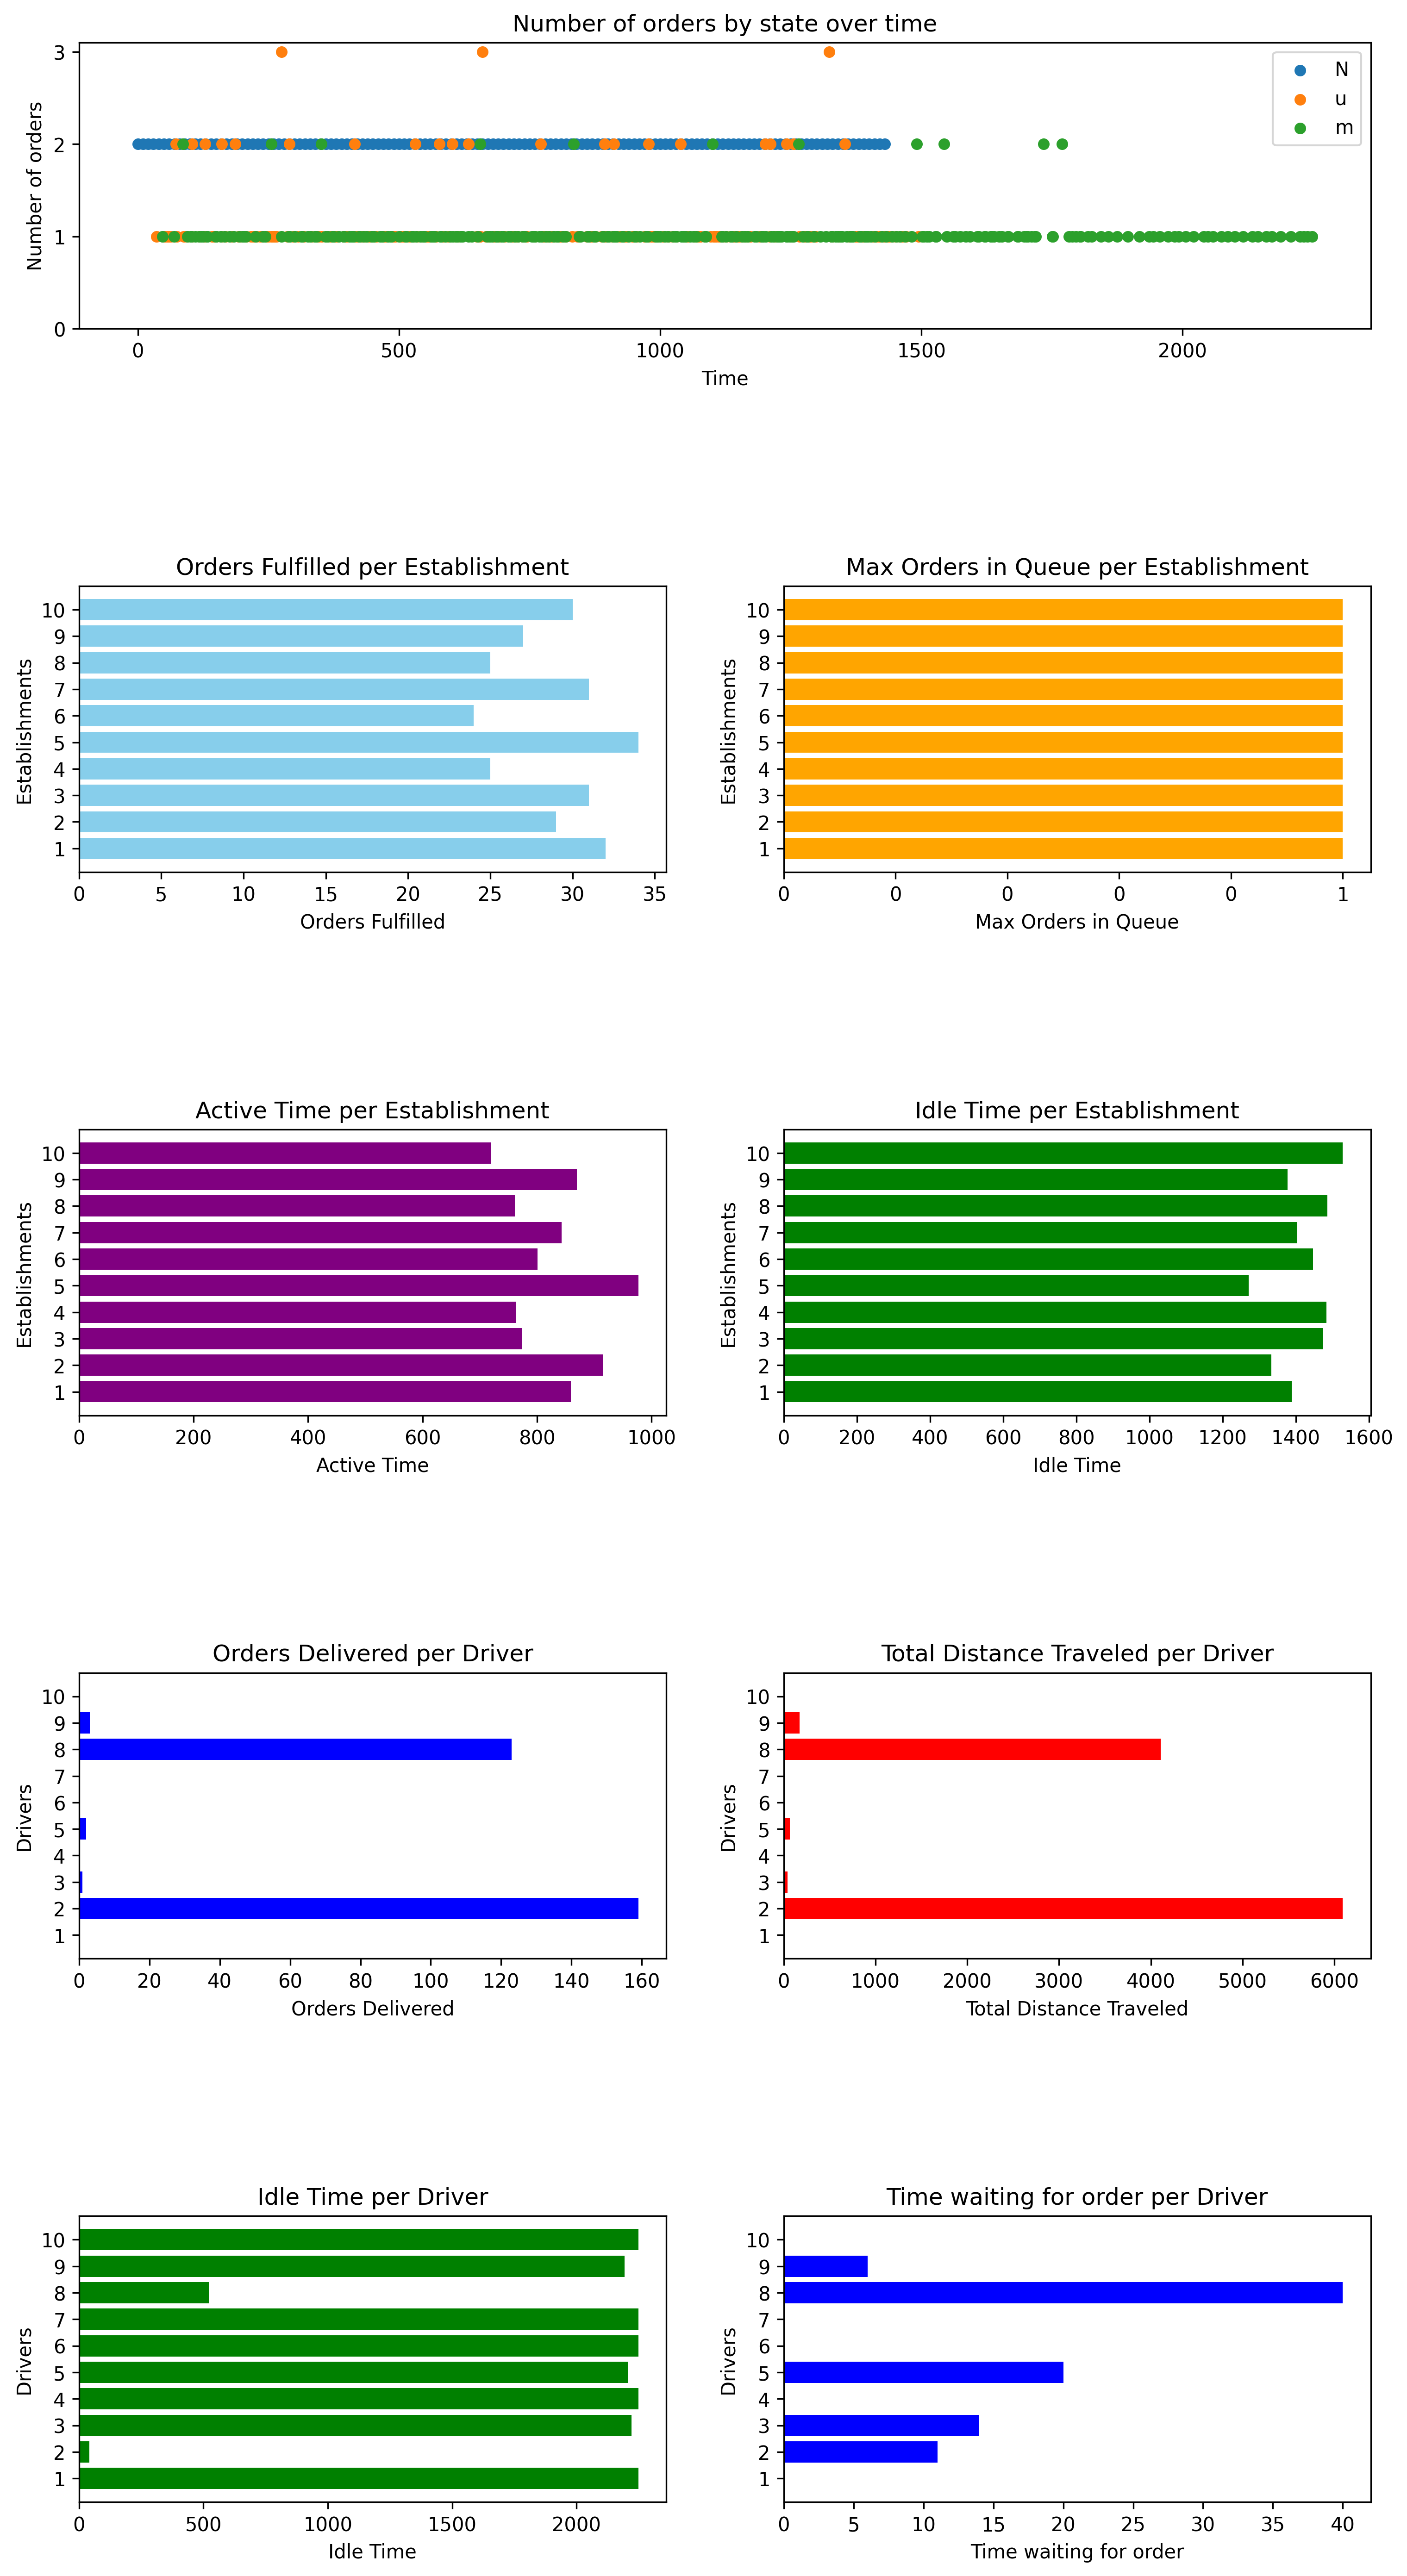 Number of orders by state over time
Number of orders
3
2
1
0
N
u
m
0 500 1000 1500 2000
Time
Orders Fulfilled per Establishment
Establishments
10
9
8
7
6
5
4
3
2
1
0 5 10 15 20 25 30 35
Orders Fulfilled
Max Orders in Queue per Establishment
Establishments
10
9
8
7
6
5
4
3
2
1
0 0 0 0 0 1
Max Orders in Queue
Active Time per Establishment
Establishments
10
9
8
7
6
5
4
3
2
1
0 200 400 600 800 1000
Active Time
Idle Time per Establishment
Establishments
10
9
8
7
6
5
4
3
2
1
0 200 400 600 800 1000 1200 1400 1600
Idle Time
Orders Delivered per Driver
Drivers
10
9
8
7
6
5
4
3
2
1
0 20 40 60 80 100 120 140 160
Orders Delivered
Total Distance Traveled per Driver
Drivers
10
9
8
7
6
5
4
3
2
1
0 1000 2000 3000 4000 5000 6000
Total Distance Traveled
Idle Time per Driver
Drivers
10
9
8
7
6
5
4
3
2
1
0 500 1000 1500 2000
Idle Time
Time waiting for order per Driver
Drivers
10
9
8
7
6
5
4
3
2
1
0 5 10 15 20 25 30 35 40
Time waiting for order